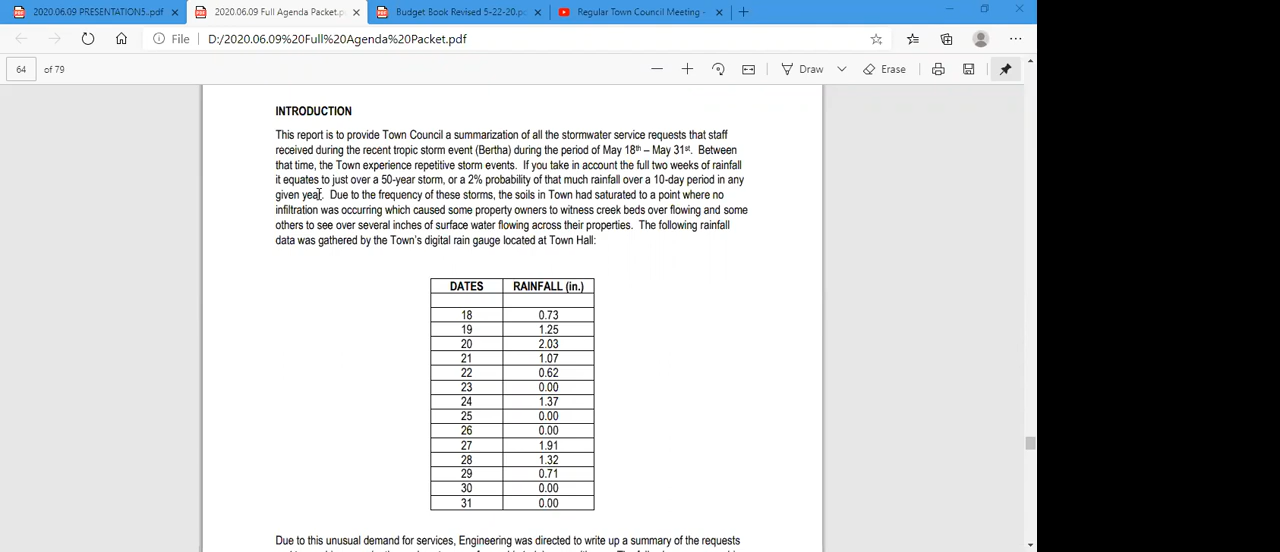 2020.06.09 PRESENTATION5.pdf
2020.06.09 Full Agenda Packet.p
Budget Book Revised 5-22-20.pd
Regular Town Council Meeting -
File D:/2020.06.09%20Full%20Agenda%20Packet.pdf
64 of 79
Draw
Erase
INTRODUCTION
This report is to provide Town Council a summarization of all the stormwater service requests that staff
received during the recent tropic storm event (Bertha) during the period of May 18th – May 31st. Between
that time, the Town experience repetitive storm events. If you take in account the full two weeks of rainfall
it equates to just over a 50-year storm, or a 2% probability of that much rainfall over a 10-day period in any
given year. Due to the frequency of these storms, the soils in Town had saturated to a point where no
infiltration was occurring which caused some property owners to witness creek beds over flowing and some
others to see over several inches of surface water flowing across their properties. The following rainfall
data was gathered by the Town's digital rain gauge located at Town Hall:
DATES RAINFALL (in.)
18 0.73
19 1.25
20 2.03
21 1.07
22 0.62
23 0.00
24 1.37
25 0.00
26 0.00
27 1.91
28 1.32
29 0.71
30 0.00
31 0.00
Due to this unusual demand for services, Engineering was directed to write up a summary of the requests